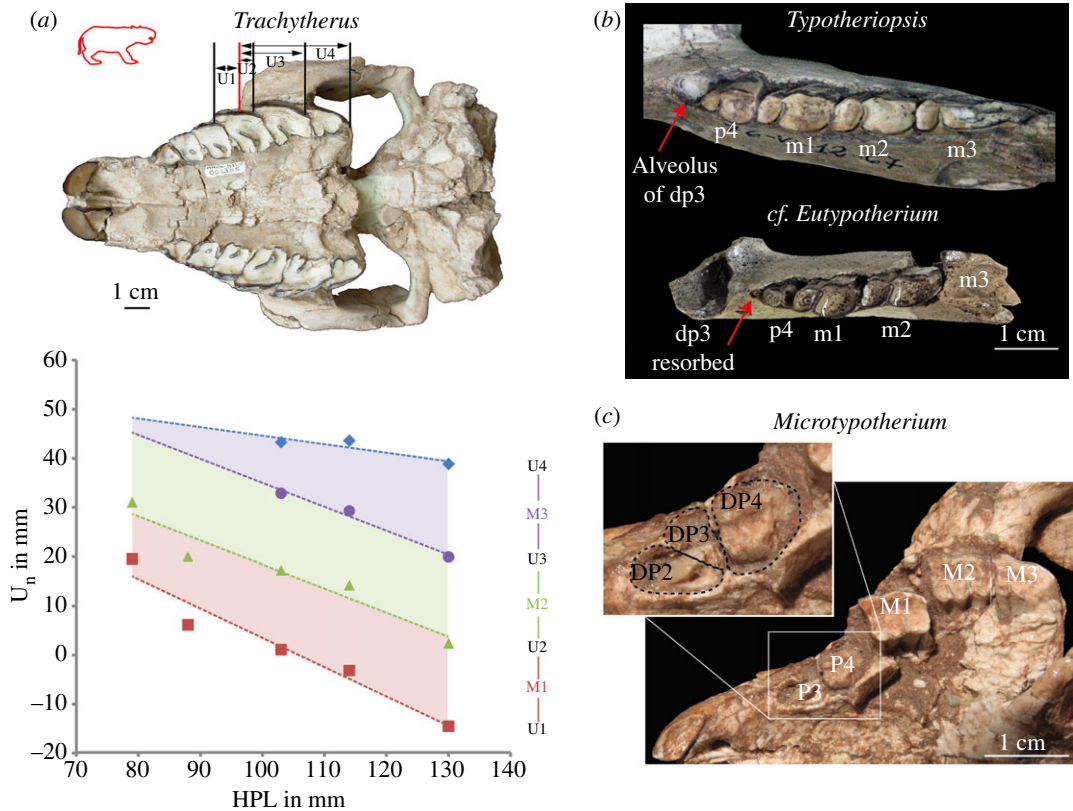 (a)
Trachytherus
U1
U2
U3
U4
1 cm
60
50
40
30
20
10
0
–10
–20
U_n in mm
70
80
90
100
110
120
130
140
HPL in mm
U4
M3
U3
M2
U2
M1
U1
(b)
Typotheriopsis
p4
m1
m2
m3
Alveolus
of dp3
cf. Eutypotherium
m3
dp3
resorbed
p4
m1
m2
1 cm
(c)
Microtypotherium
DP4
DP3
DP2
M2
M3
M1
P4
P3
1 cm